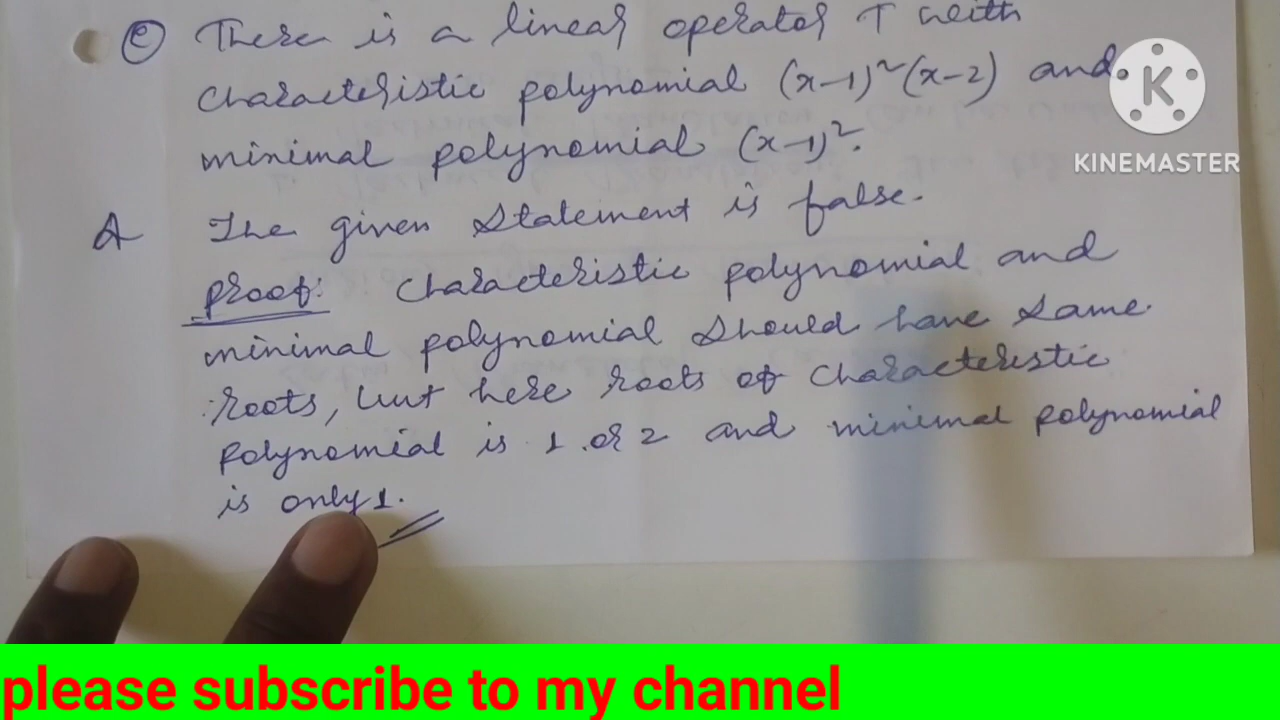 (e) There is a linear operator T with
characteristic polynomial (x-1)²(x-2) and
minimal polynomial (x-1)².
A The given statement is false.
proof: characteristic polynomial and
minimal polynomial should have same
roots, but here roots of characteristic
polynomial is 1 or 2 and minimal polynomial
is only 1.
K
KINEMASTER
please subscribe to my channel